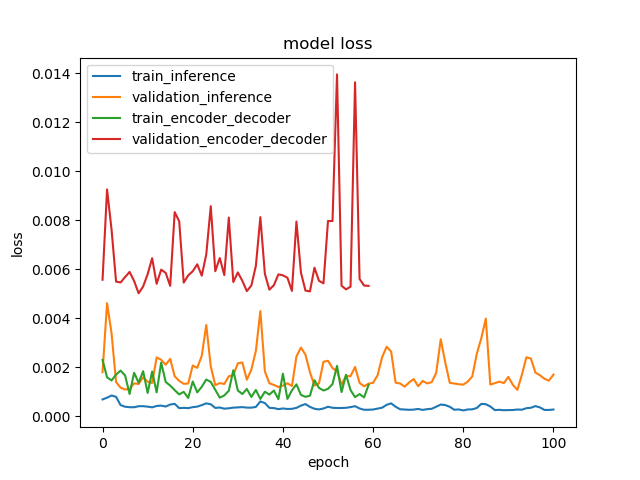 model loss
train_inference
validation_inference
train_encoder_decoder
validation_encoder_decoder
loss
0.014
0.012
0.010
0.008
0.006
0.004
0.002
0.000
0 20 40 60 80 100
epoch